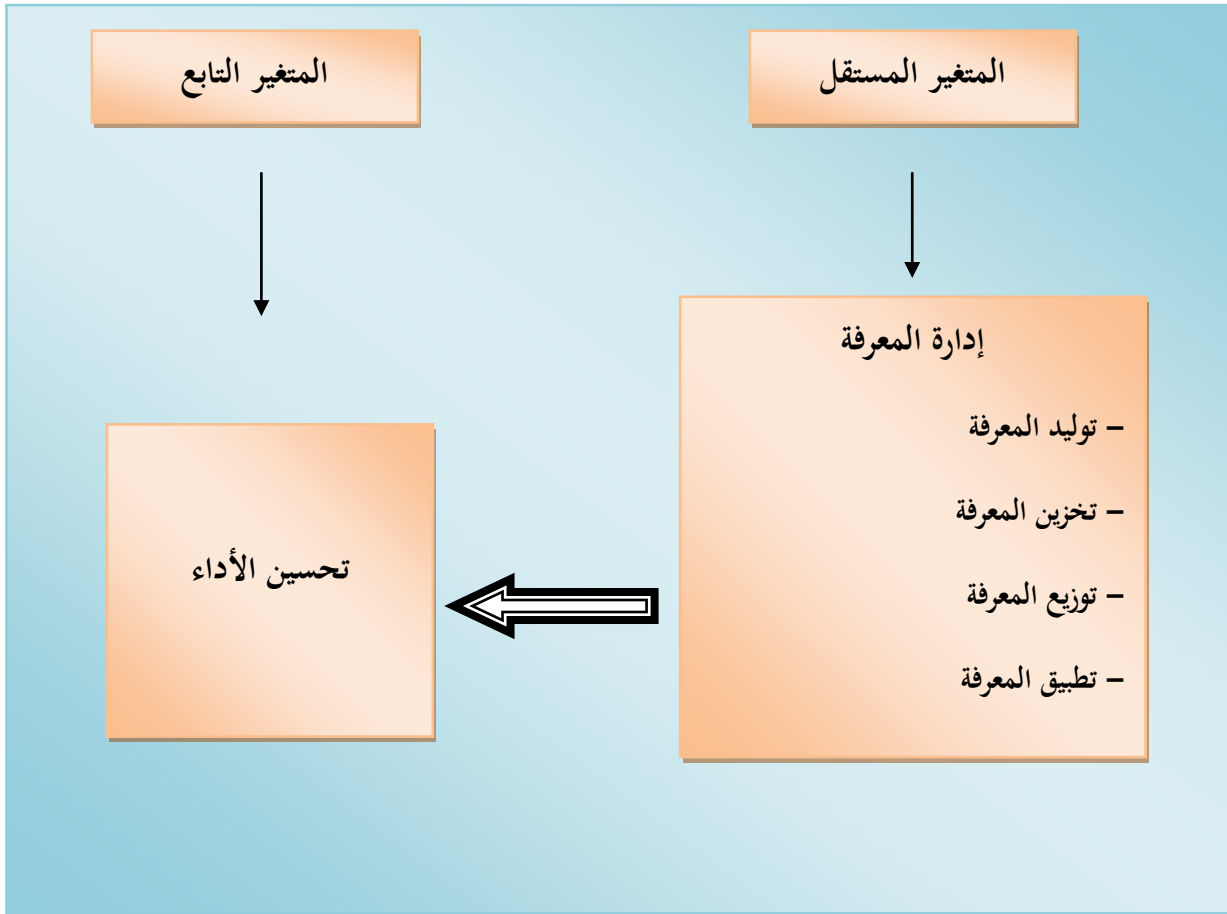 المتغير المستقل
المتغير التابع
إدارة المعرفة
– توليد المعرفة
– تخزين المعرفة
– توزيع المعرفة
– تطبيق المعرفة
تحسين الأداء